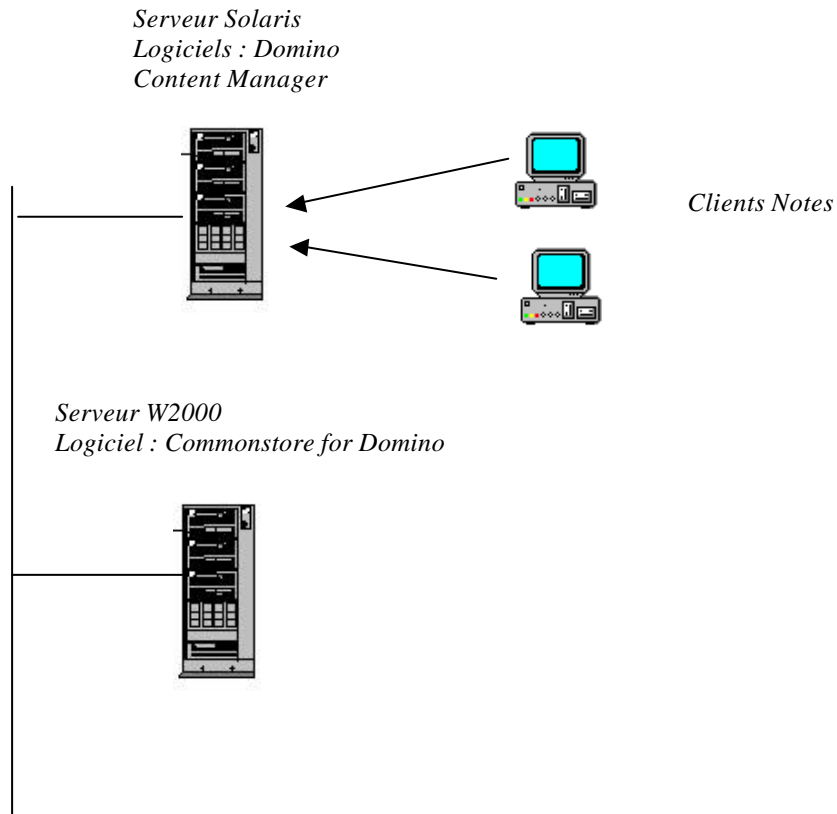 Serveur Solaris
Logiciels : Domino
Content Manager
Clients Notes
Serveur W2000
Logiciel : Commonstore for Domino